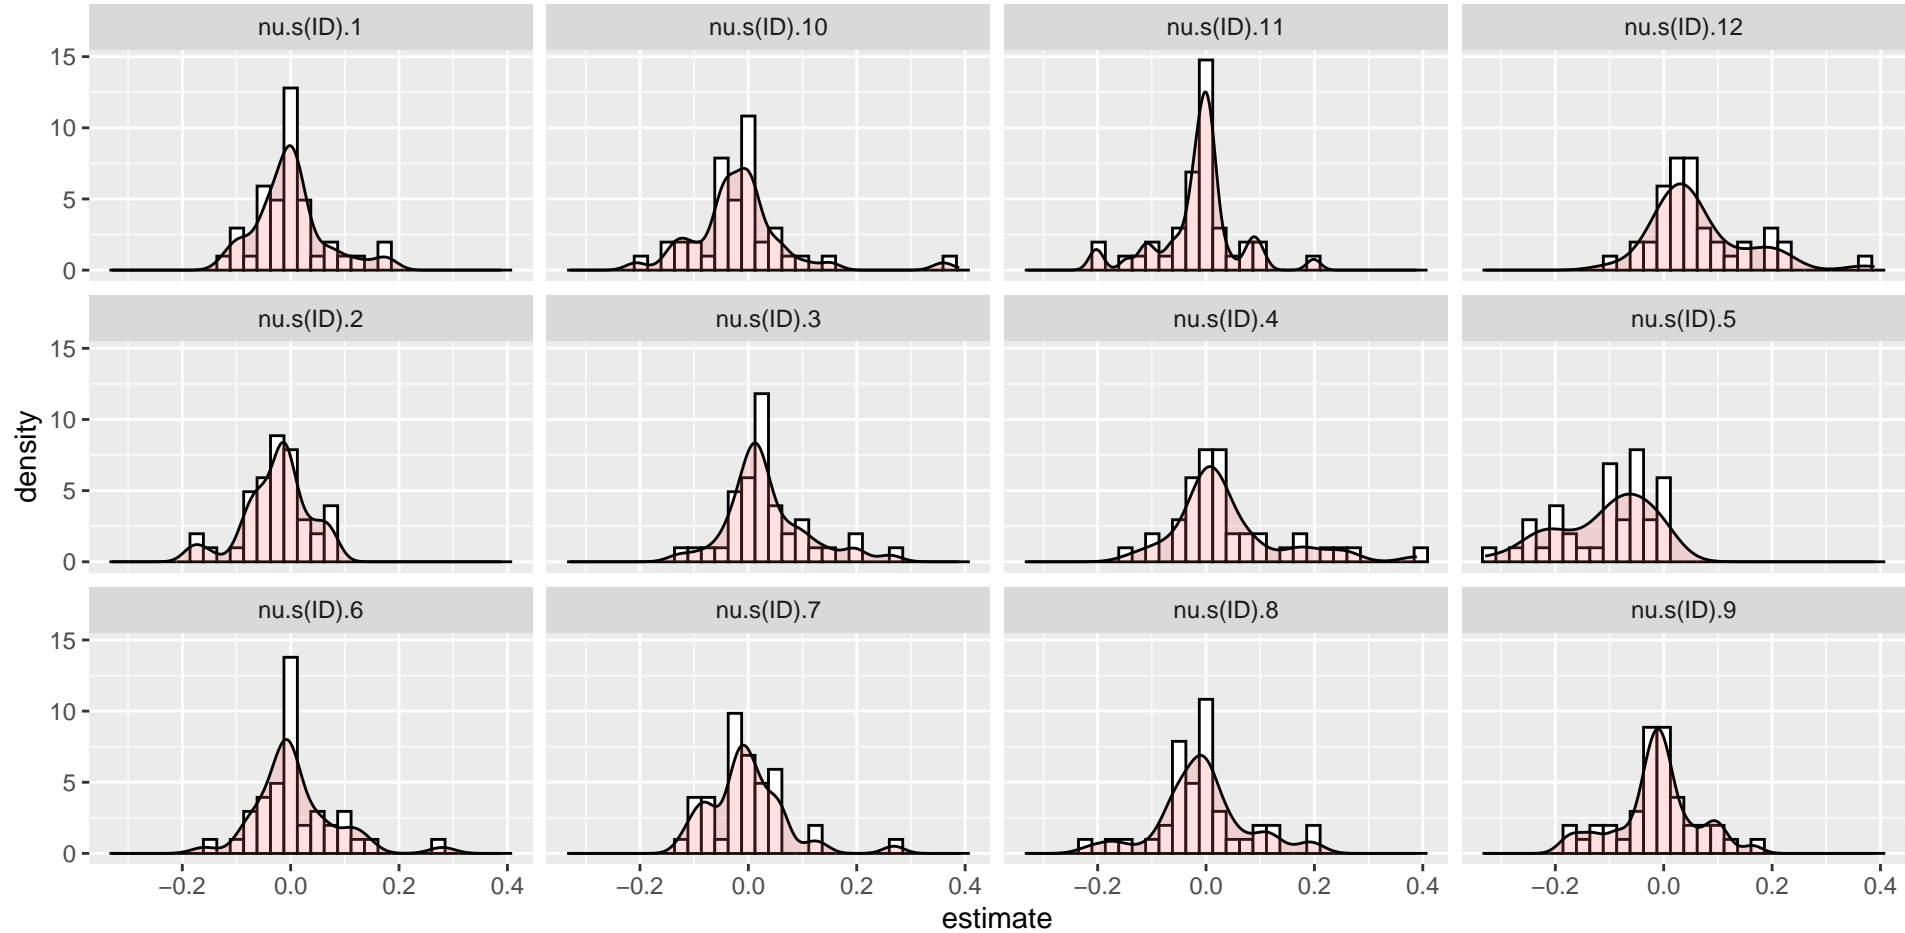 nu.s(ID).1 nu.s(ID).10 nu.s(ID).11 nu.s(ID).12
15
10
5
0
nu.s(ID).2 nu.s(ID).3 nu.s(ID).4 nu.s(ID).5
15
10
5
0
density
nu.s(ID).6 nu.s(ID).7 nu.s(ID).8 nu.s(ID).9
15
10
5
0
−0.2 0.0 0.2 0.4 −0.2 0.0 0.2 0.4 −0.2 0.0 0.2 0.4 −0.2 0.0 0.2 0.4
estimate